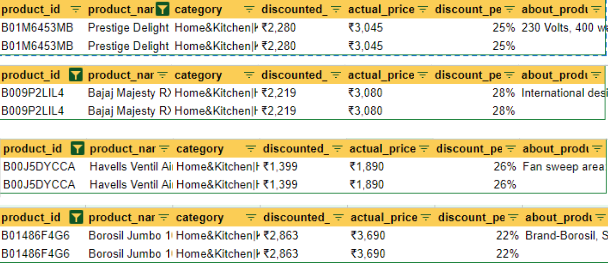 product_id product_nar category discounted_ actual_price discount_pe about_produ
B01M6453MB Prestige Delight Home&Kitchen|K ₹2,280 ₹3,045 25% 230 Volts, 400 w
B01M6453MB Prestige Delight Home&Kitchen|K ₹2,280 ₹3,045 25%
product_id product_nar category discounted_ actual_price discount_pe about_produ
B009P2LIL4 Bajaj Majesty RX Home&Kitchen|H ₹2,219 ₹3,080 28% International desi
B009P2LIL4 Bajaj Majesty RX Home&Kitchen|H ₹2,219 ₹3,080 28%
product_id product_nar category discounted_ actual_price discount_pe about_produ
B00J5DYCCA Havells Ventil Air Home&Kitchen|H ₹1,399 ₹1,890 26% Fan sweep area
B00J5DYCCA Havells Ventil Air Home&Kitchen|H ₹1,399 ₹1,890 26%
product_id product_nar category discounted_ actual_price discount_pe about_produ
B01486F4G6 Borosil Jumbo 10 Home&Kitchen|K ₹2,863 ₹3,690 22% Brand-Borosil, S
B01486F4G6 Borosil Jumbo 10 Home&Kitchen|K ₹2,863 ₹3,690 22%